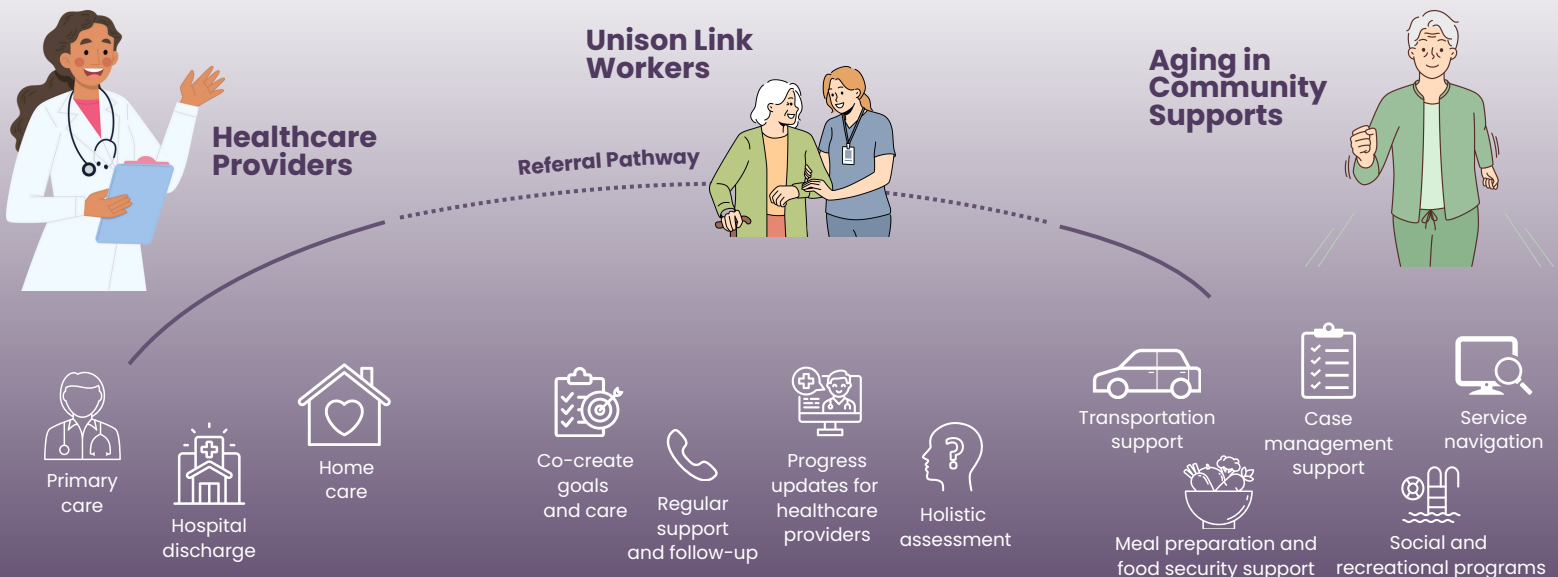 Healthcare
Providers
Referral Pathway
Unison Link
Workers
Aging in
Community
Supports
Primary
care
Hospital
discharge
Home
care
Co-create
goals
and care
Regular
support
and follow-up
Progress
updates for
healthcare
providers
Holistic
assessment
Transportation
support
Case
management
support
Service
navigation
Meal preparation and
food security support
Social and
recreational programs